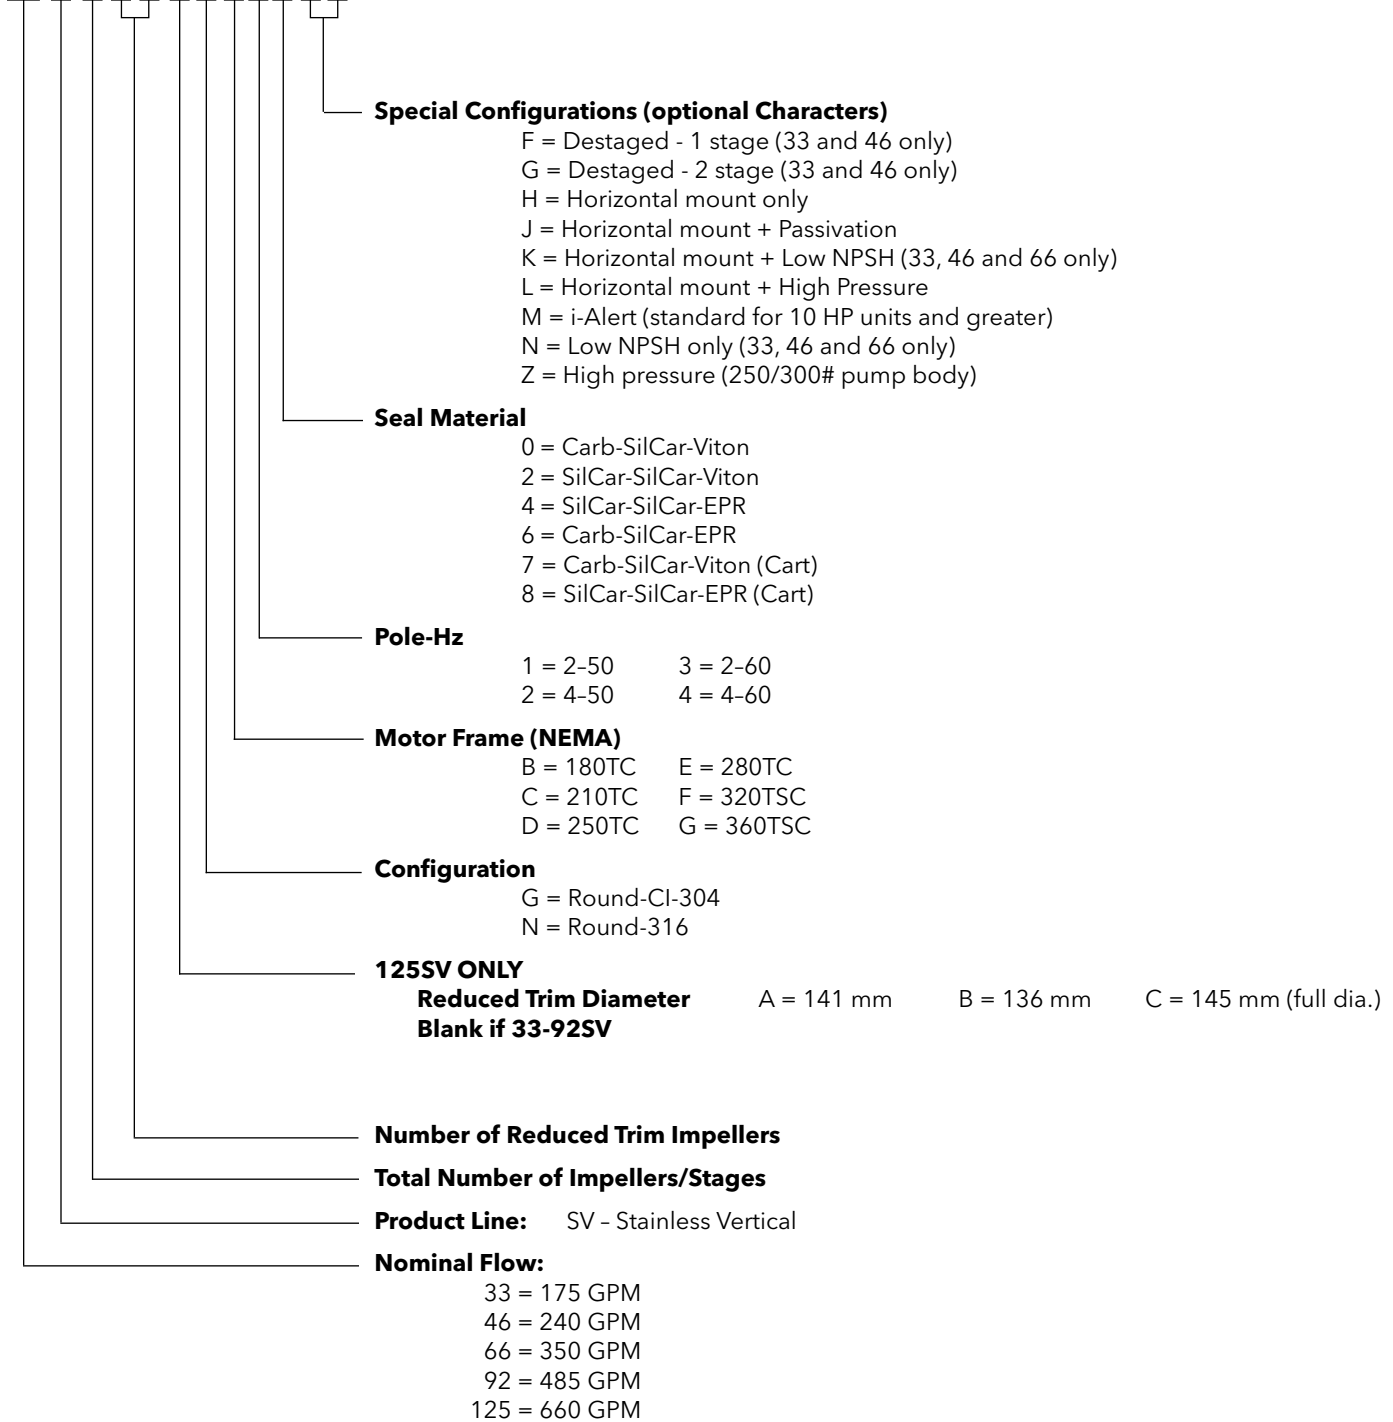 Special Configurations (optional Characters)
F = Destaged - 1 stage (33 and 46 only)
G = Destaged - 2 stage (33 and 46 only)
H = Horizontal mount only
J = Horizontal mount + Passivation
K = Horizontal mount + Low NPSH (33, 46 and 66 only)
L = Horizontal mount + High Pressure
M = i-Alert (standard for 10 HP units and greater)
N = Low NPSH only (33, 46 and 66 only)
Z = High pressure (250/300# pump body)
Seal Material
0 = Carb-SilCar-Viton
2 = SilCar-SilCar-Viton
4 = SilCar-SilCar-EPR
6 = Carb-SilCar-EPR
7 = Carb-SilCar-Viton (Cart)
8 = SilCar-SilCar-EPR (Cart)
Pole-Hz
1 = 2–50 3 = 2–60
2 = 4–50 4 = 4–60
Motor Frame (NEMA)
B = 180TC E = 280TC
C = 210TC F = 320TSC
D = 250TC G = 360TSC
Configuration
G = Round-CI-304
N = Round-316
125SV ONLY
Reduced Trim Diameter A = 141 mm B = 136 mm C = 145 mm (full dia.)
Blank if 33-92SV
Number of Reduced Trim Impellers
Total Number of Impellers/Stages
Product Line: SV – Stainless Vertical
Nominal Flow:
33 = 175 GPM
46 = 240 GPM
66 = 350 GPM
92 = 485 GPM
125 = 660 GPM